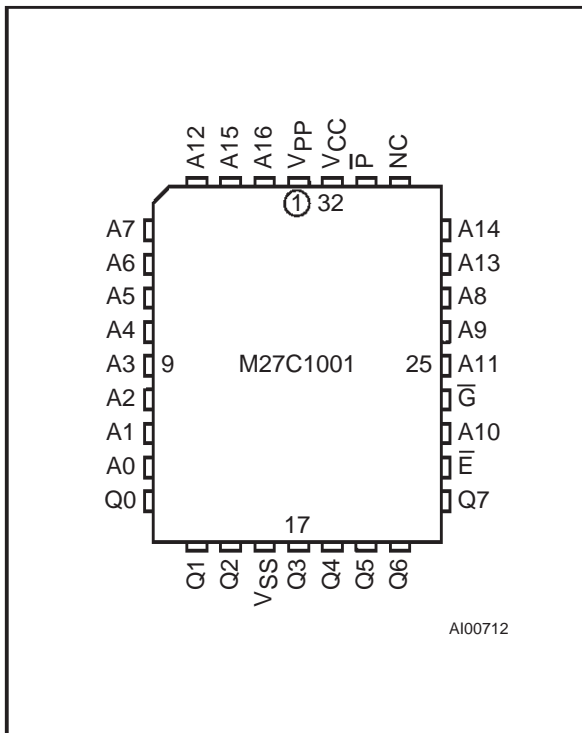 A12 A15 A16 VPP VCC P̅ NC
1 32
A7 A14
A6 A13
A5 A8
A4 A9
A3 9 M27C1001 25 A11
A2 G̅
A1 A10
A0 E̅
Q0 Q7
17
Q1 Q2 VSS Q3 Q4 Q5 Q6
AI00712